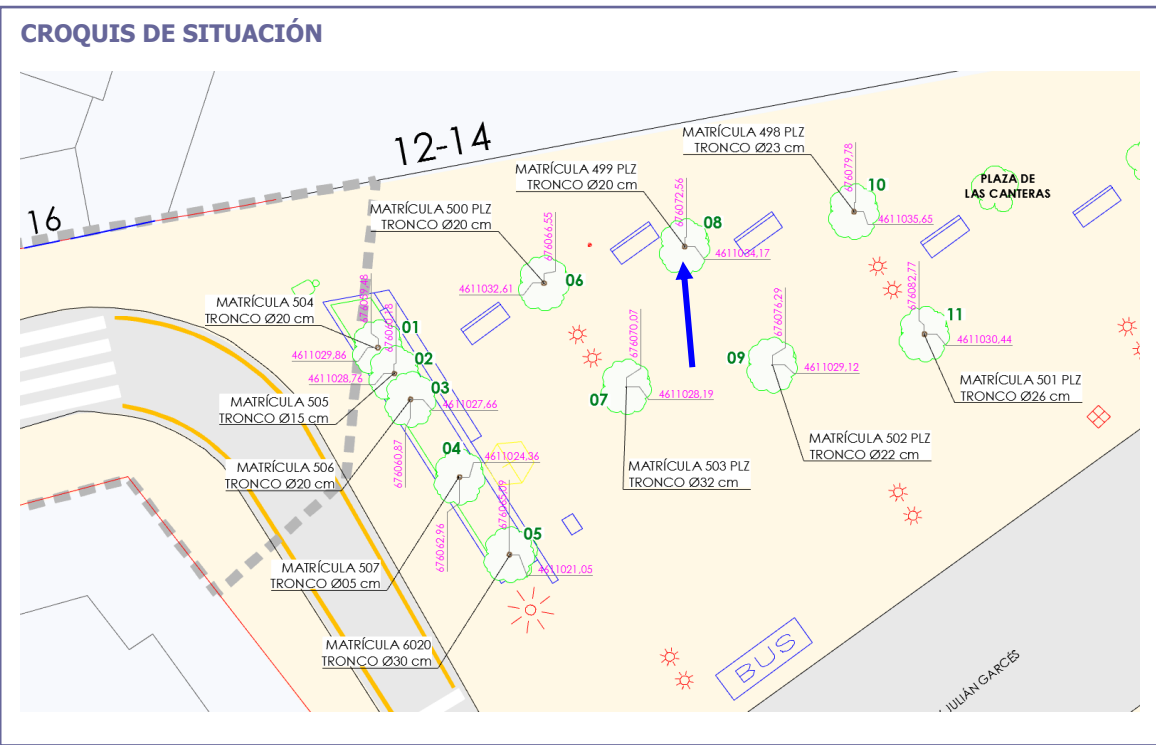 CROQUIS DE SITUACIÓN
12-14
16
MATRÍCULA 498 PLZ
TRONCO Ø23 cm
676079,78
10
4611035,65
PLAZA DE
LAS CANTERAS
MATRÍCULA 499 PLZ
TRONCO Ø20 cm
676072,56
08
4611034,17
MATRÍCULA 500 PLZ
TRONCO Ø20 cm
676066,55
06
4611032,61
MATRÍCULA 504
TRONCO Ø20 cm
676059,48
01
4611029,86
676060,18
02
4611028,76
MATRÍCULA 505
TRONCO Ø15 cm
03
4611027,66
676060,87
MATRÍCULA 506
TRONCO Ø20 cm
04
4611024,36
676062,96
MATRÍCULA 507
TRONCO Ø05 cm
676065,09
05
4611021,05
MATRÍCULA 6020
TRONCO Ø30 cm
676070,07
07
4611028,19
MATRÍCULA 503 PLZ
TRONCO Ø32 cm
676076,29
09
4611029,12
MATRÍCULA 502 PLZ
TRONCO Ø22 cm
676082,77
11
4611030,44
MATRÍCULA 501 PLZ
TRONCO Ø26 cm
BUS
JULIÁN GARCÉS